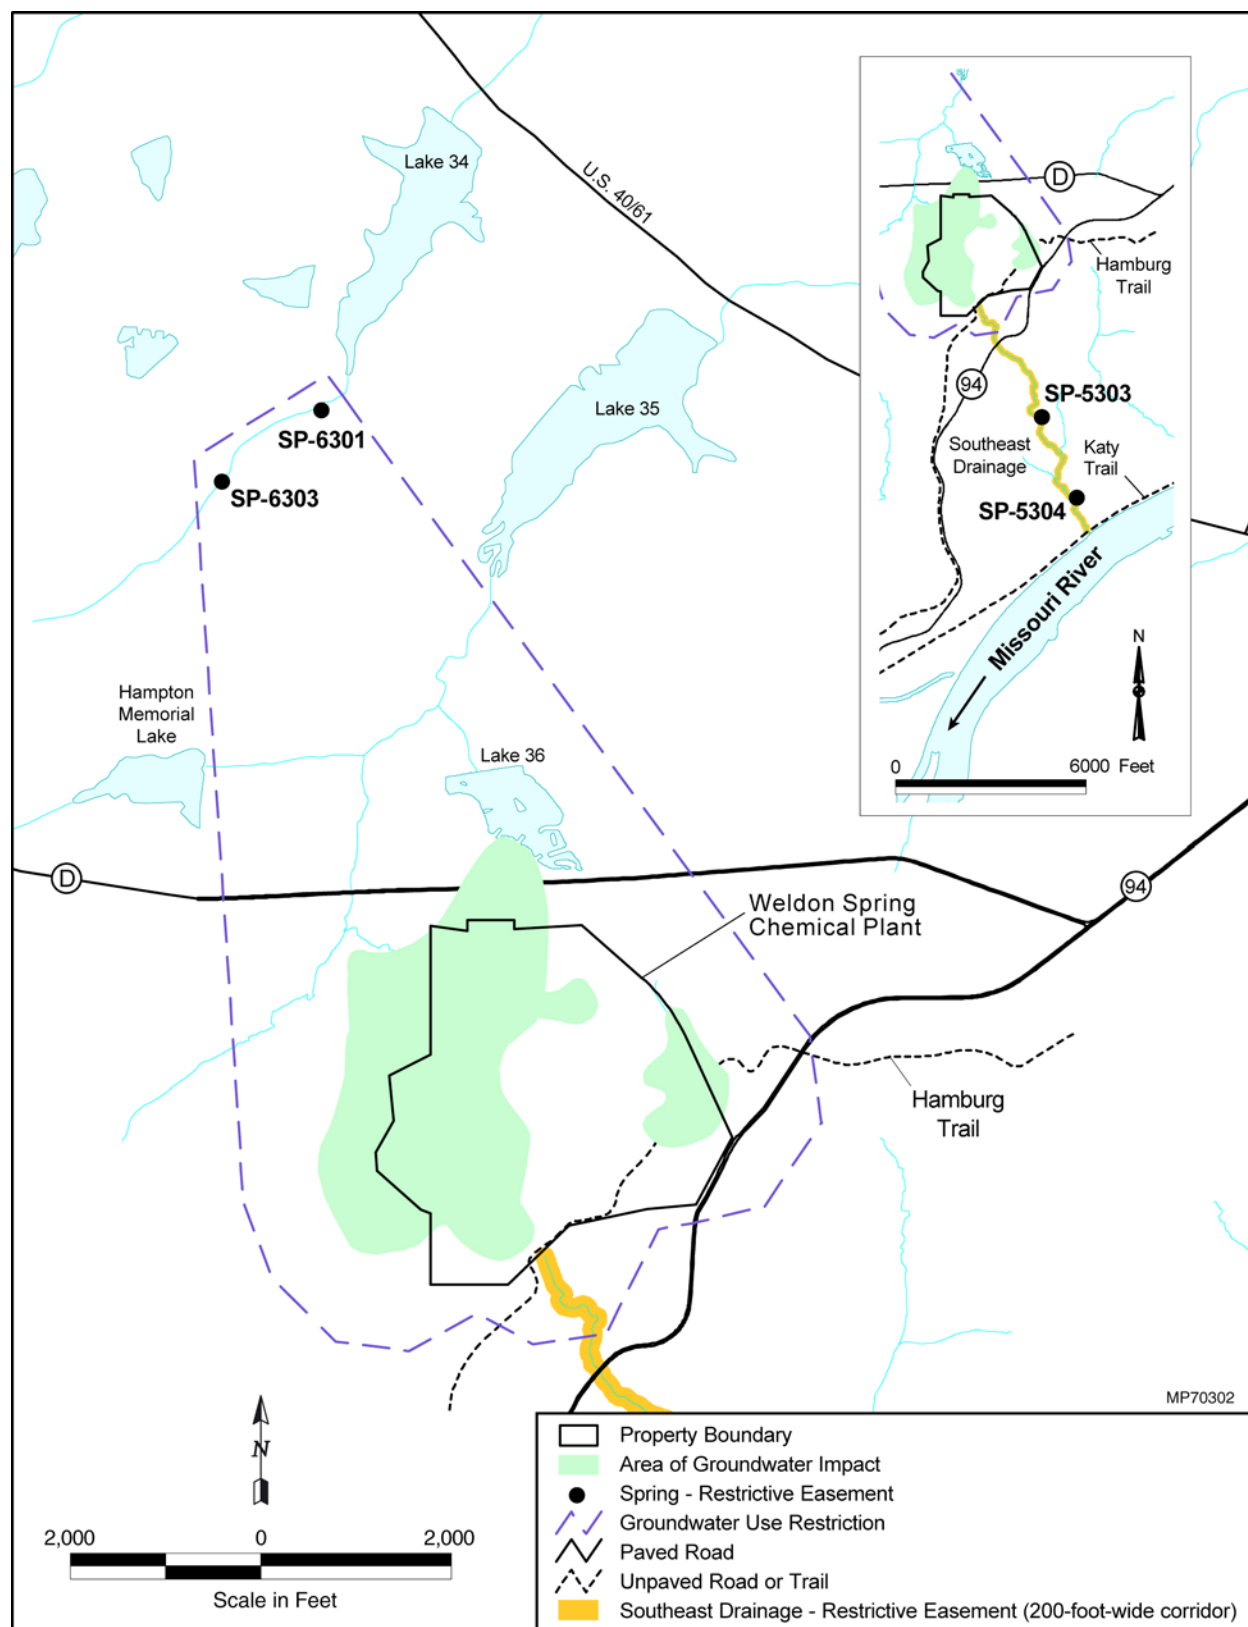 Lake 34
U.S. 40/61
D
Hamburg
Trail
94
SP-5303
Southeast
Drainage
Katy
Trail
SP-5304
Missouri River
N
0
6000 Feet
SP-6301
SP-6303
Lake 35
Hampton
Memorial
Lake
Lake 36
D
94
Weldon Spring
Chemical Plant
Hamburg
Trail
MP70302
N
2,000
0
2,000
Scale in Feet
Property Boundary
Area of Groundwater Impact
Spring - Restrictive Easement
Groundwater Use Restriction
Paved Road
Unpaved Road or Trail
Southeast Drainage - Restrictive Easement (200-foot-wide corridor)